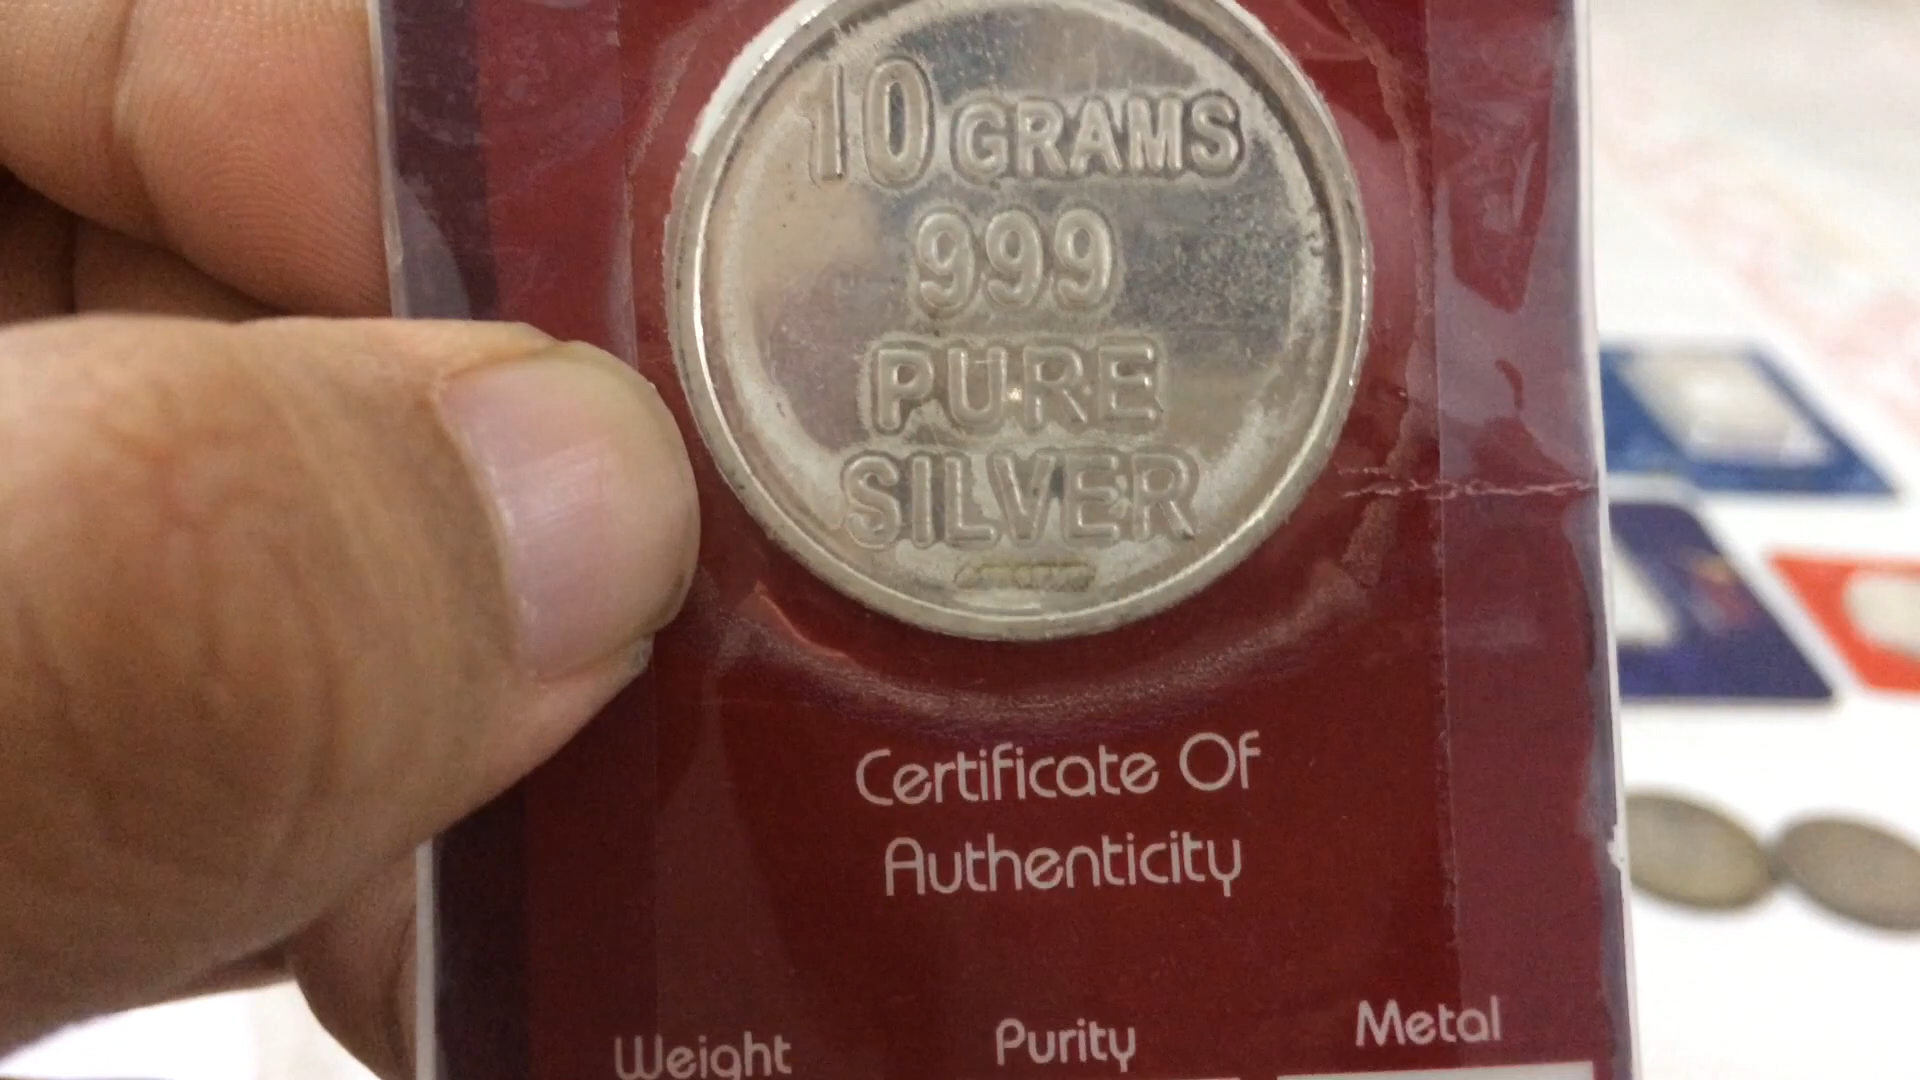 10 GRAMS
999
PURE
SILVER
Certificate Of
Authenticity
Weight Purity Metal